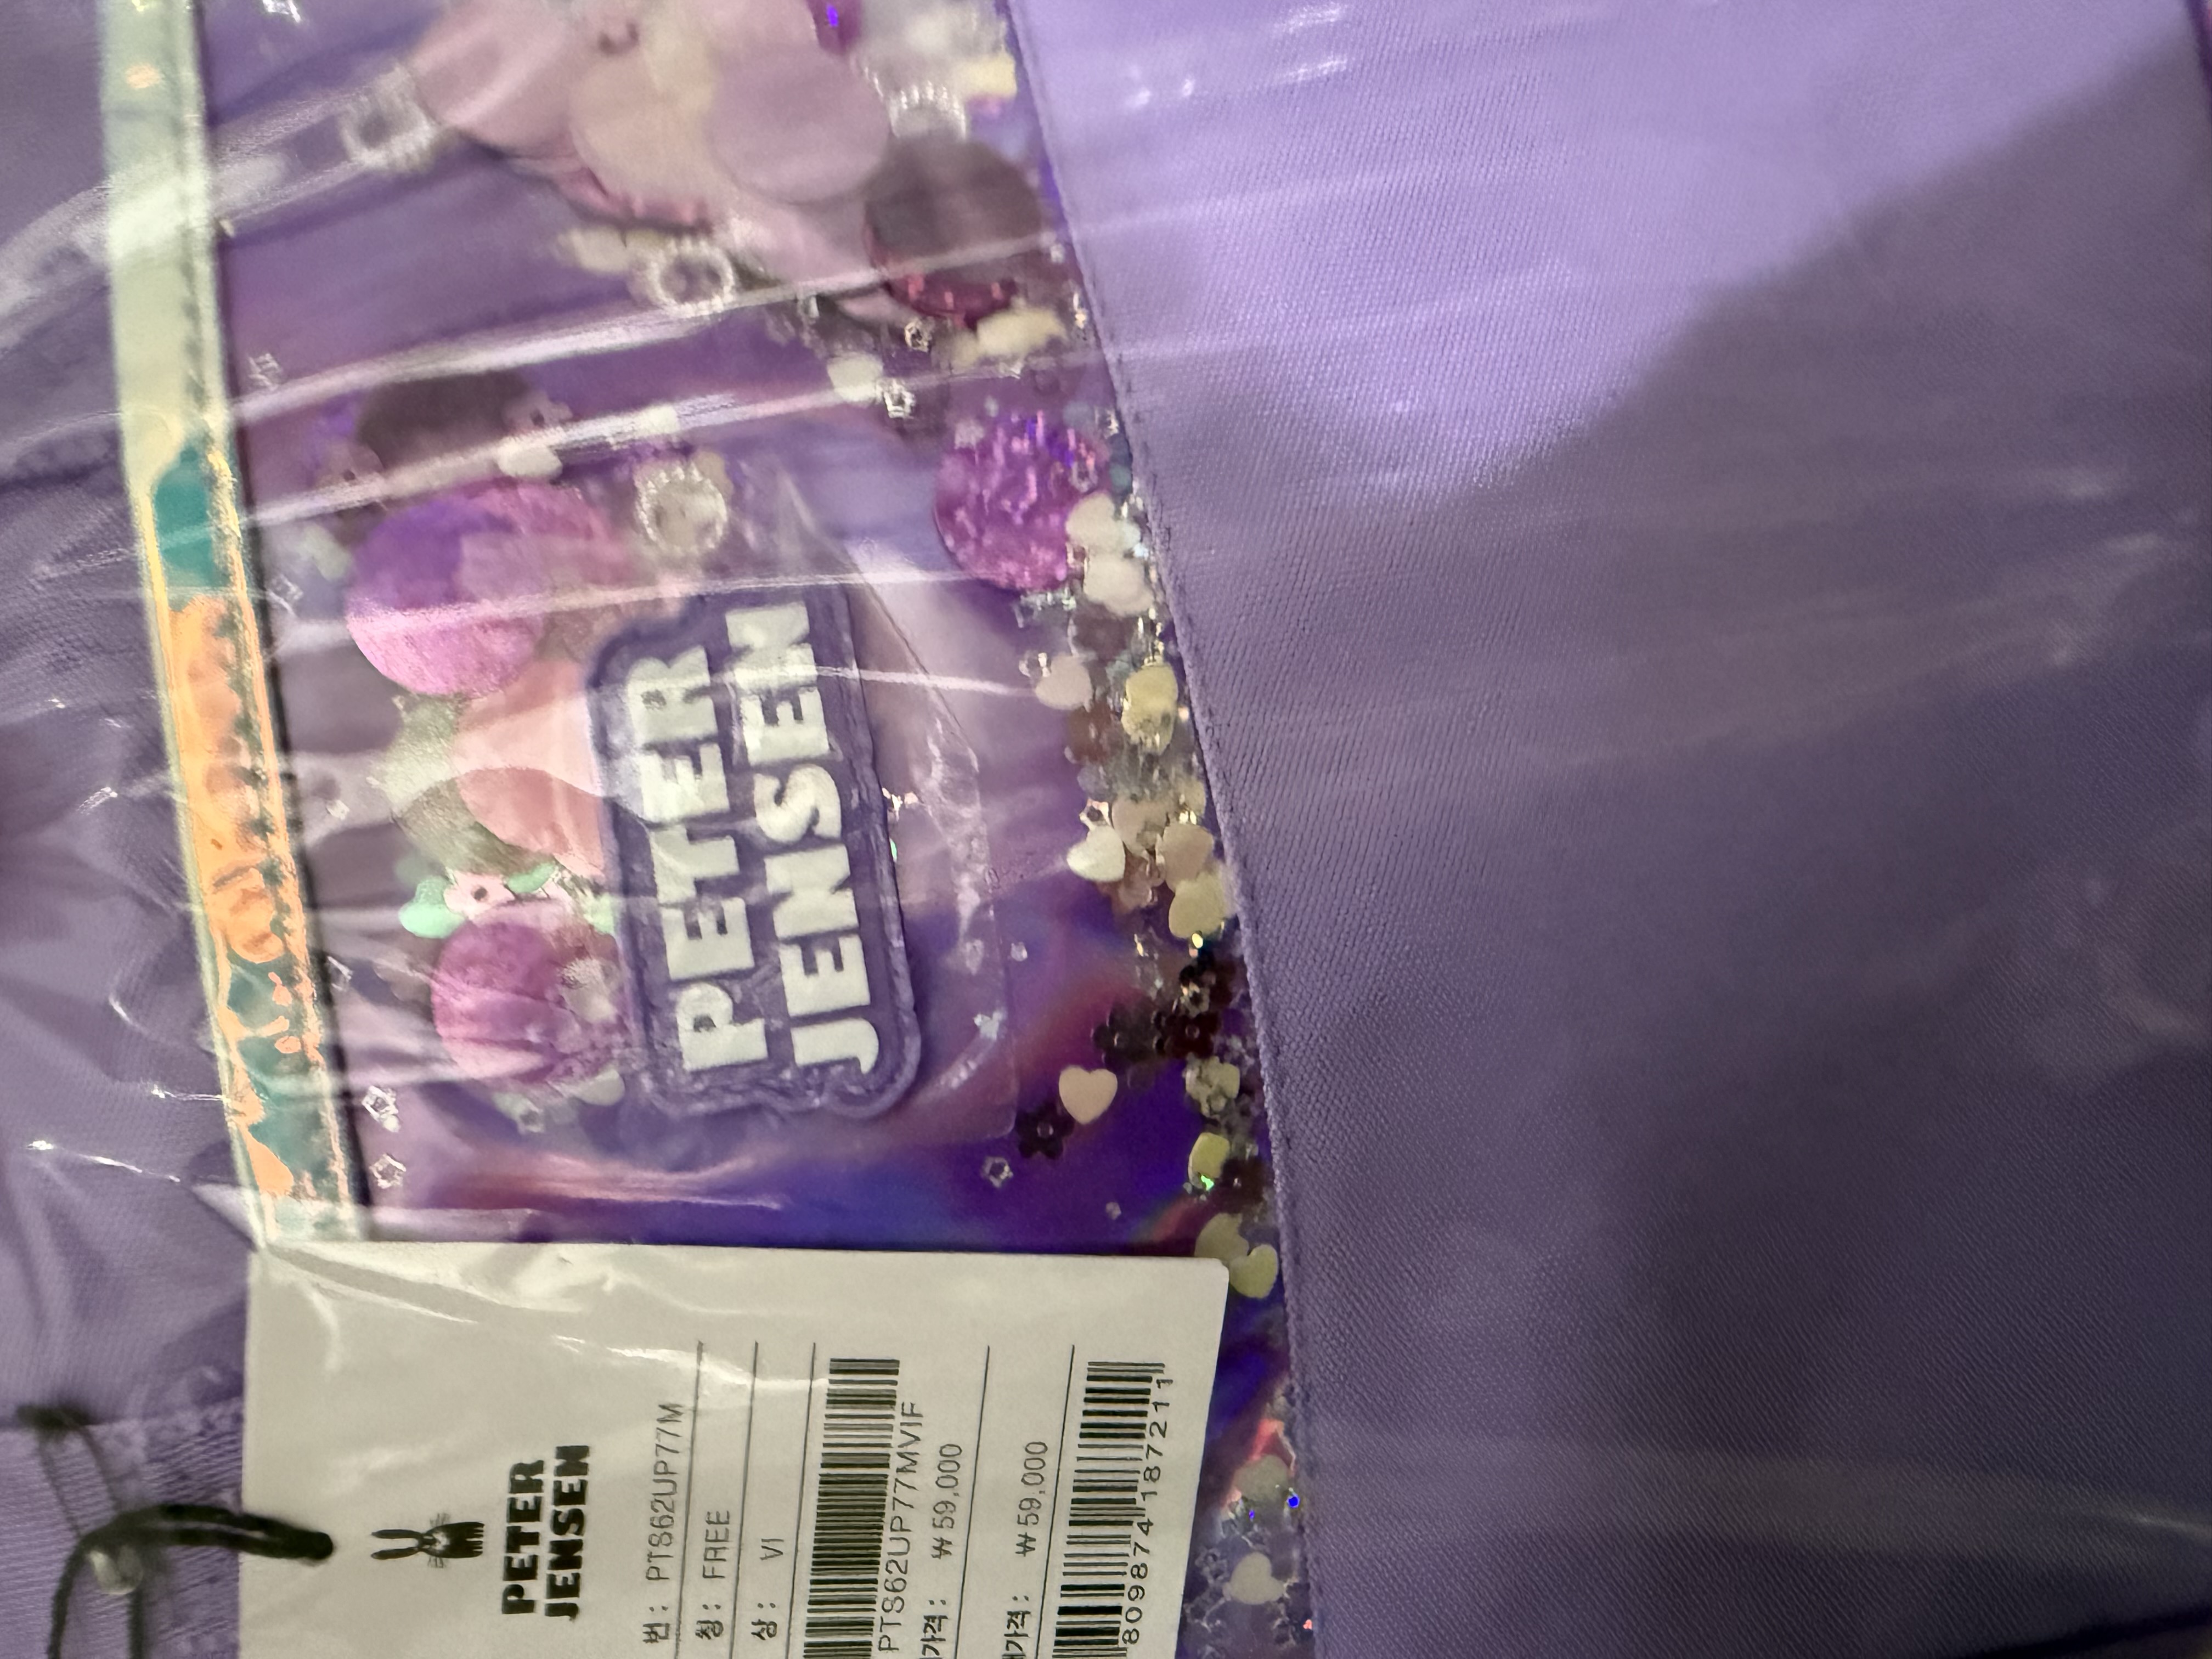 PETER
JENSEN
PETER
JENSEN
번 : PTS62UP77M
칭 : FREE
상 : VI
PTS62UP77MVIF
가격 : ₩59,000
가격 : ₩59,000
809874187211